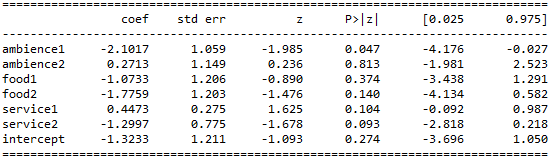 coef std err z P>|z| [0.025 0.975]
ambience1 -2.1017 1.059 -1.985 0.047 -4.176 -0.027
ambience2 0.2713 1.149 0.236 0.813 -1.981 2.523
food1 -1.0733 1.206 -0.890 0.374 -3.438 1.291
food2 -1.7759 1.203 -1.476 0.140 -4.134 0.582
service1 0.4473 0.275 1.625 0.104 -0.092 0.987
service2 -1.2997 0.775 -1.678 0.093 -2.818 0.218
intercept -1.3233 1.211 -1.093 0.274 -3.696 1.050